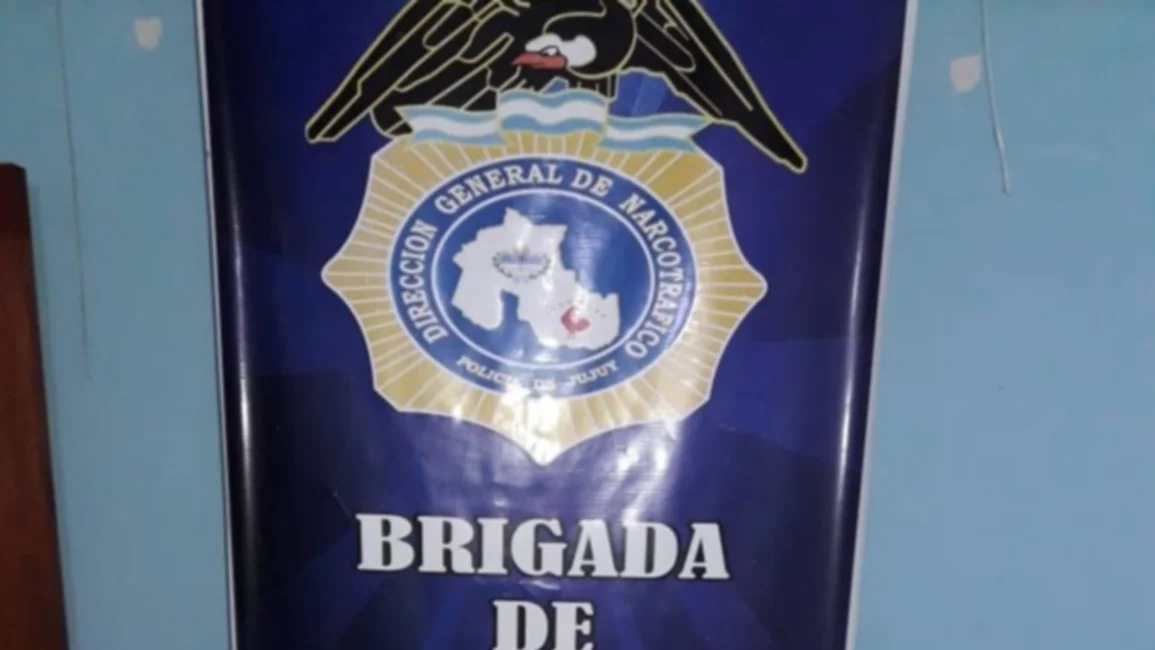 DIRECCION GENERAL DE NARCOTRAFICO
POLICIA DE JUJUY
BRIGADA
DE